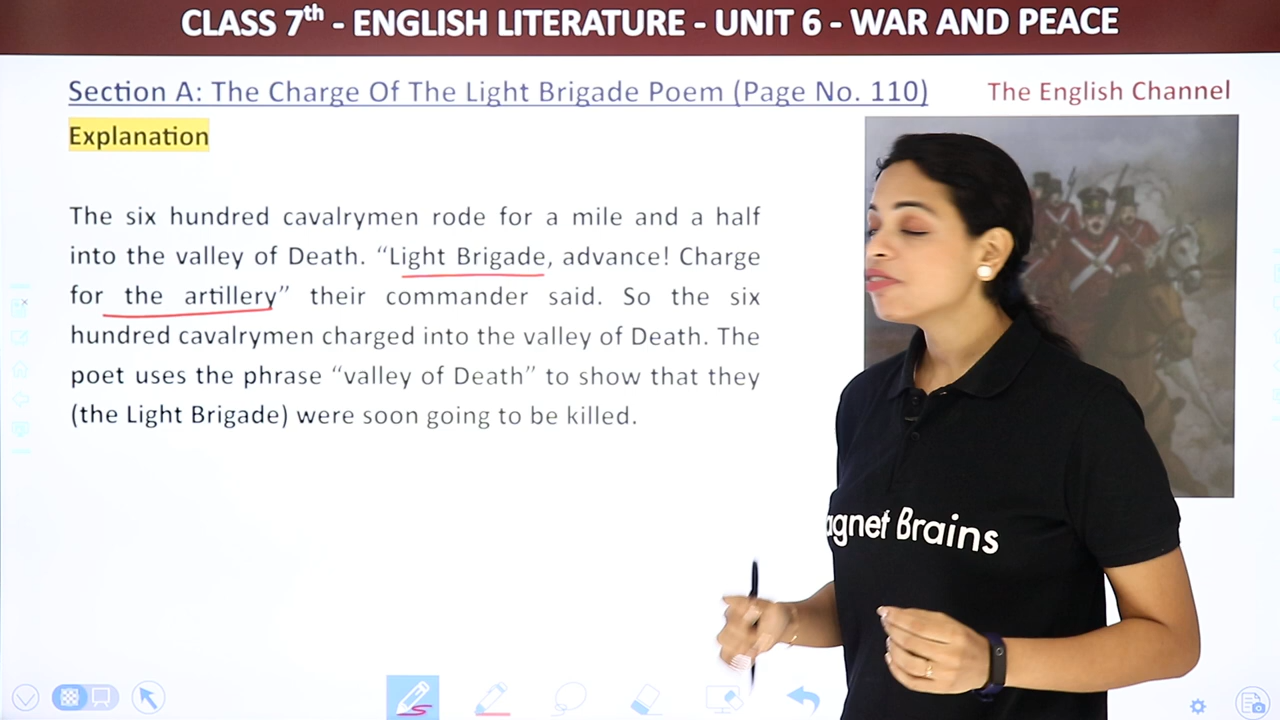 CLASS 7th - ENGLISH LITERATURE - UNIT 6 - WAR AND PEACE
Section A: The Charge Of The Light Brigade Poem (Page No. 110)
The English Channel
Explanation
The six hundred cavalrymen rode for a mile and a half
into the valley of Death. “Light Brigade, advance! Charge
for the artillery” their commander said. So the six
hundred cavalrymen charged into the valley of Death. The
poet uses the phrase “valley of Death” to show that they
(the Light Brigade) were soon going to be killed.
agnet Brains